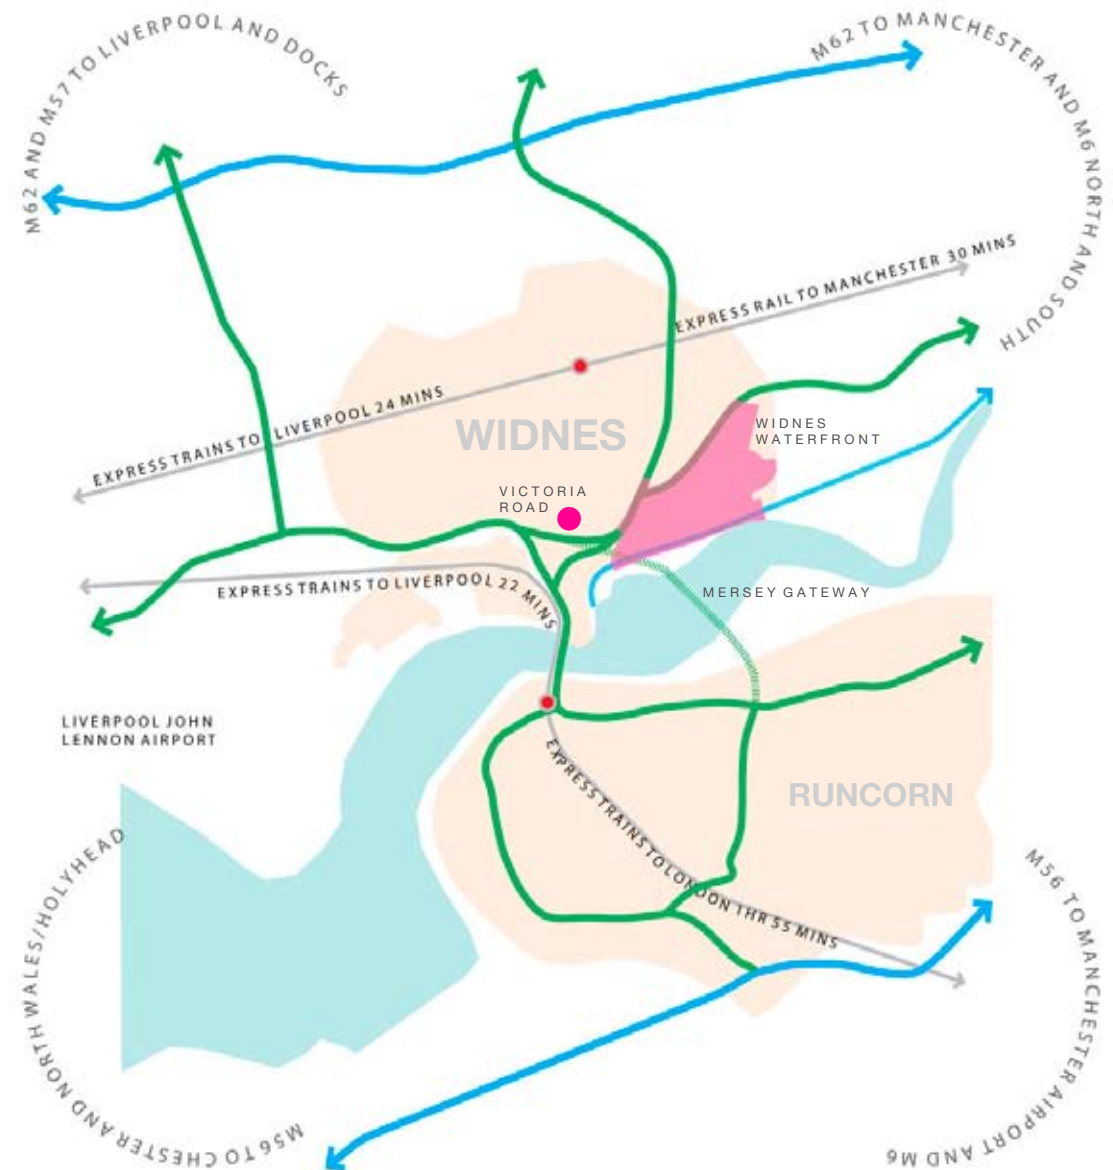 M62 AND M57 TO LIVERPOOL AND DOCKS
M62 TO MANCHESTER AND M6 NORTH AND SOUTH
EXPRESS RAIL TO MANCHESTER 30 MINS
EXPRESS TRAINS TO LIVERPOOL 24 MINS
WIDNES
WIDNES
WATERFRONT
VICTORIA
ROAD
EXPRESS TRAINS TO LIVERPOOL 22 MINS
MERSEY GATEWAY
LIVERPOOL JOHN
LENNON AIRPORT
RUNCORN
EXPRESS TRAINS TO LONDON 1HR 55 MINS
M56 TO CHESTER AND NORTH WALES/HOLYHEAD
M56 TO MANCHESTER AIRPORT AND M6